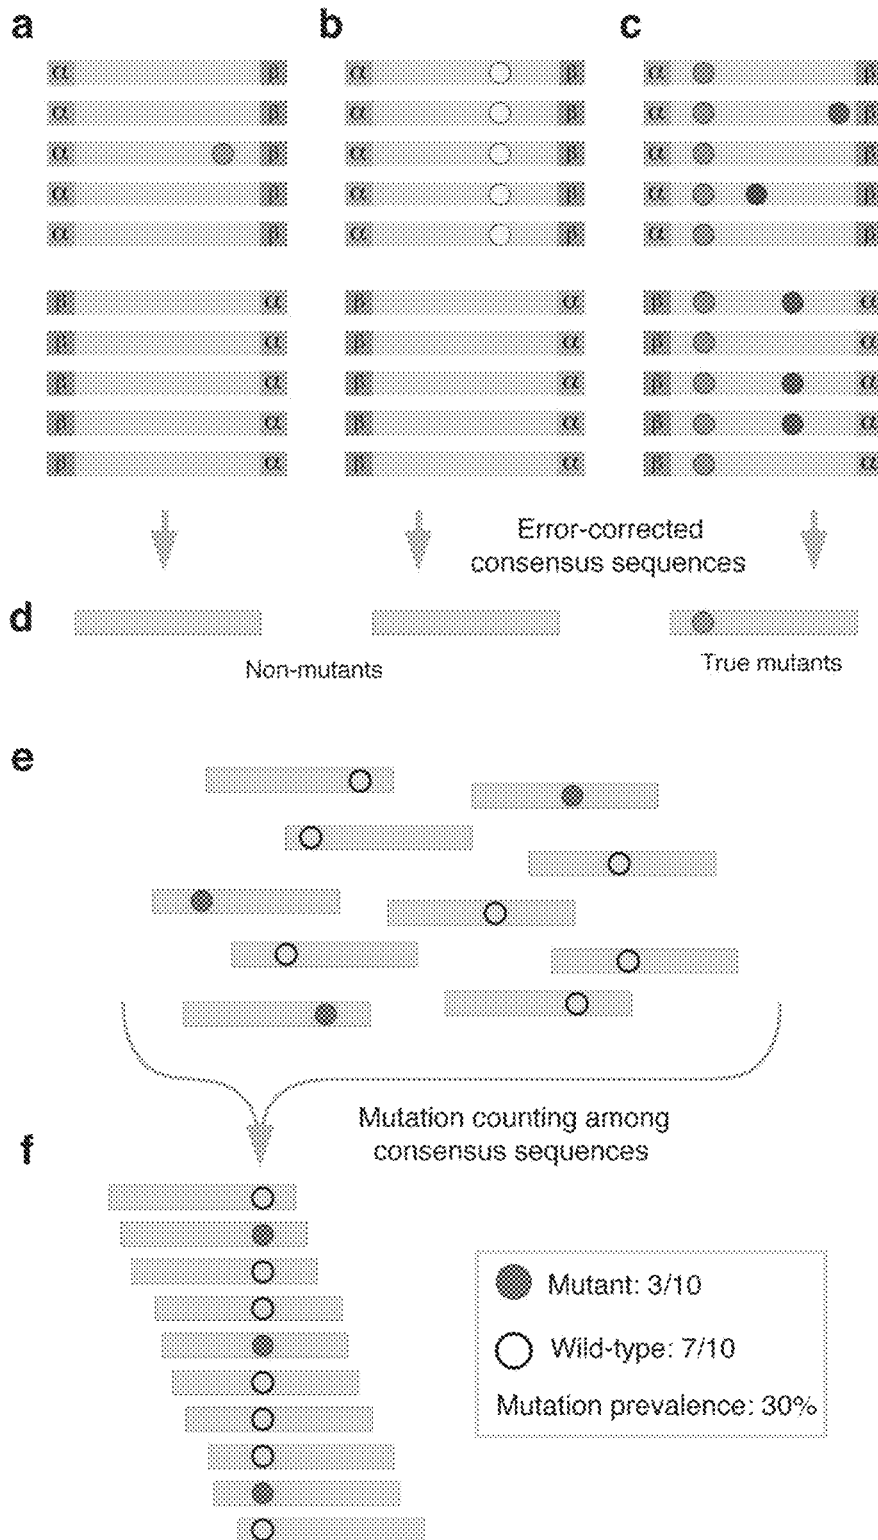 a b c
α β α β α β
α β α β α β
α β α β α β
α β α β α β
α β α β α β
β α β α β α
β α β α β α
β α β α β α
β α β α β α
β α β α β α
Error-corrected
consensus sequences
d
Non-mutants
True mutants
e
Mutation counting among
consensus sequences
f
Mutant: 3/10
Wild-type: 7/10
Mutation prevalence: 30%